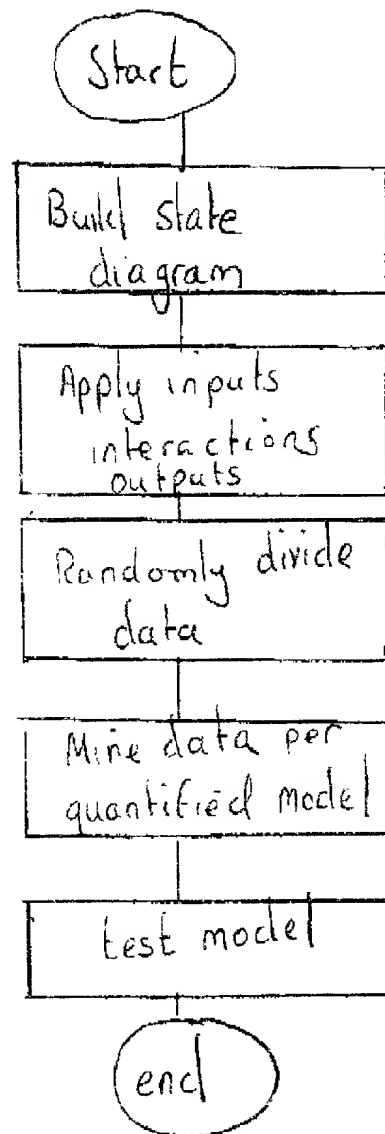 Start
Build state
diagram
Apply inputs
interactions
outputs
Randomly divide
data
Mine data per
quantified model
test model
end